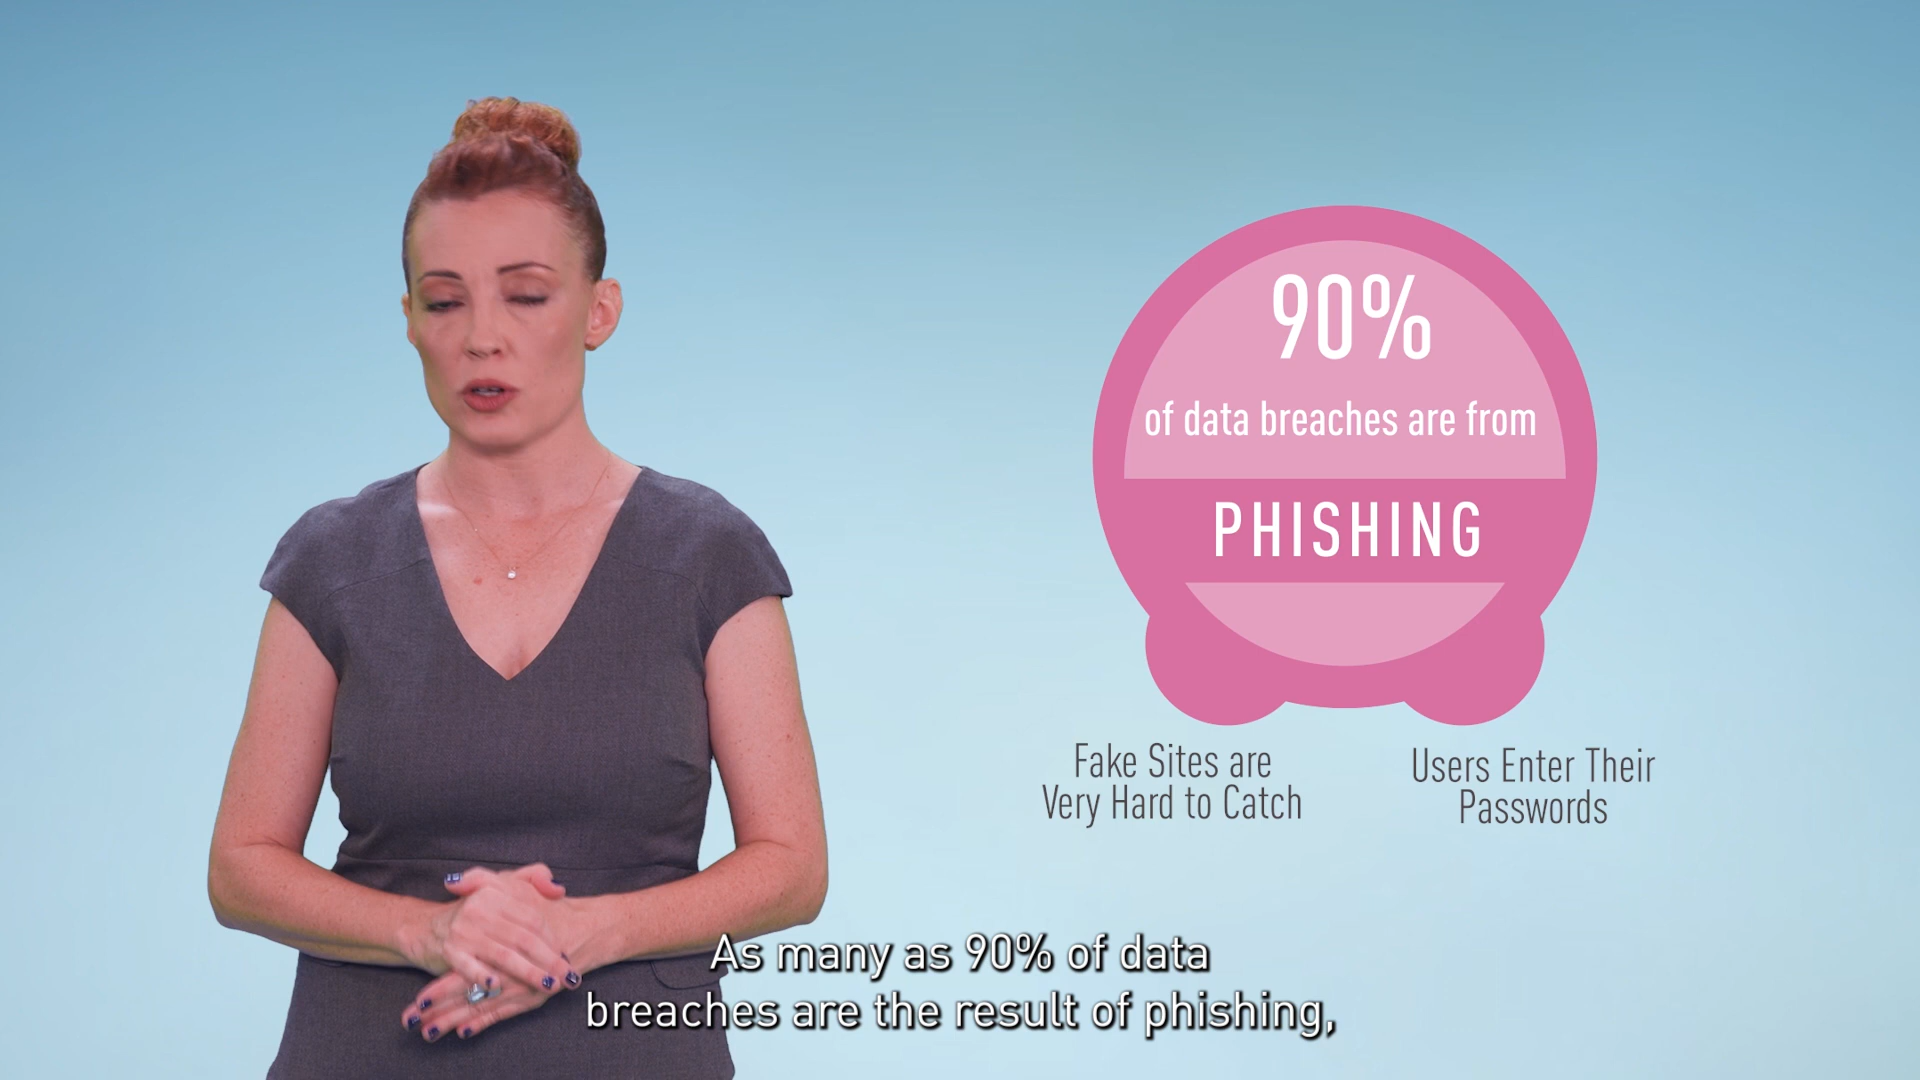 90%
of data breaches are from
PHISHING
Fake Sites are
Very Hard to Catch
Users Enter Their
Passwords
As many as 90% of data
breaches are the result of phishing,